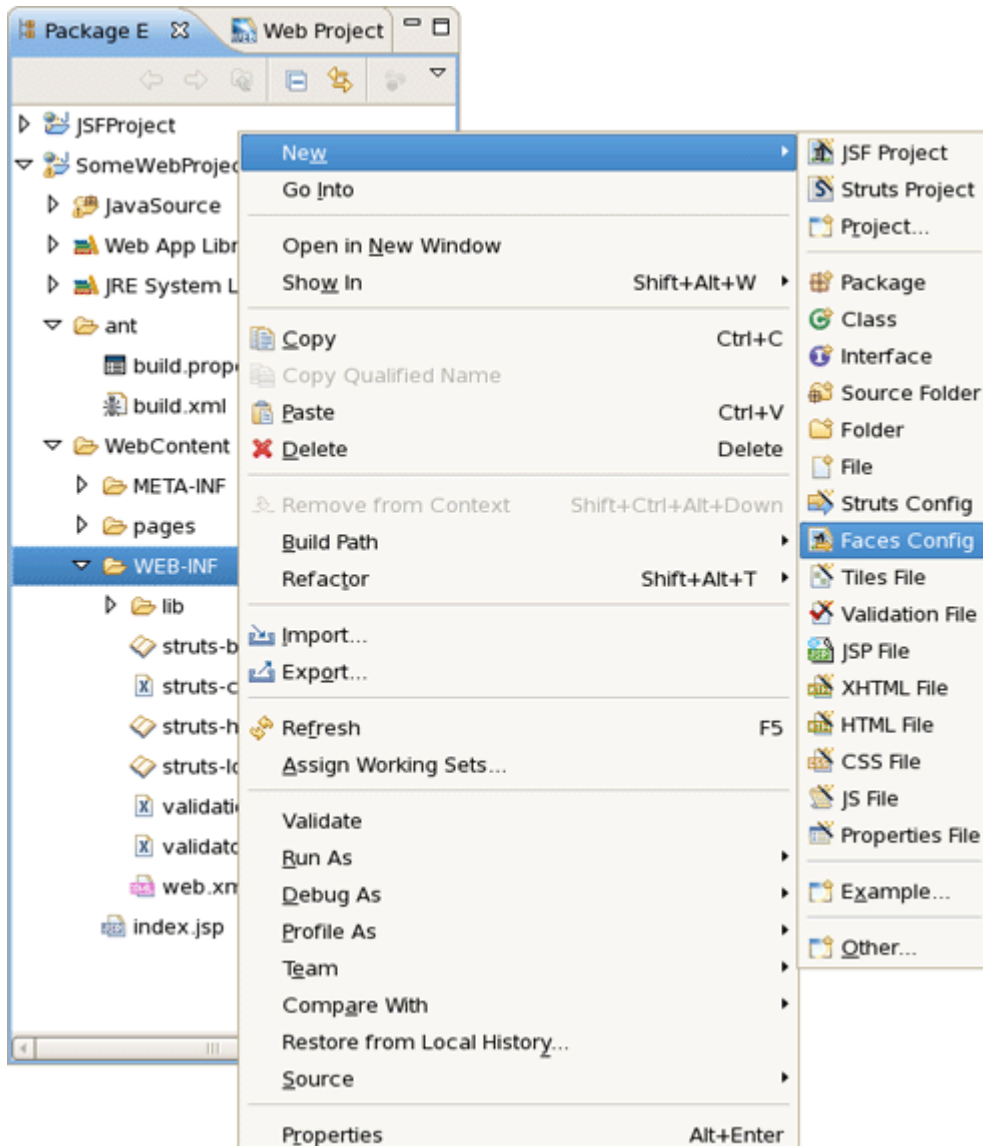 Package E
Web Project
JSFProject
SomeWebProjec
JavaSource
Web App Libr
JRE System L
ant
build.prope
build.xml
WebContent
META-INF
pages
WEB-INF
lib
struts-b
struts-c
struts-h
struts-lo
validatio
validato
web.xm
index.jsp
New
Go Into
Open in New Window
Show In Shift+Alt+W
Copy Ctrl+C
Copy Qualified Name
Paste Ctrl+V
Delete Delete
Remove from Context Shift+Ctrl+Alt+Down
Build Path
Refactor Shift+Alt+T
Import...
Export...
Refresh F5
Assign Working Sets...
Validate
Run As
Debug As
Profile As
Team
Compare With
Restore from Local History...
Source
Properties Alt+Enter
JSF Project
Struts Project
Project...
Package
Class
Interface
Source Folder
Folder
File
Struts Config
Faces Config
Tiles File
Validation File
JSP File
XHTML File
HTML File
CSS File
JS File
Properties File
Example...
Other...